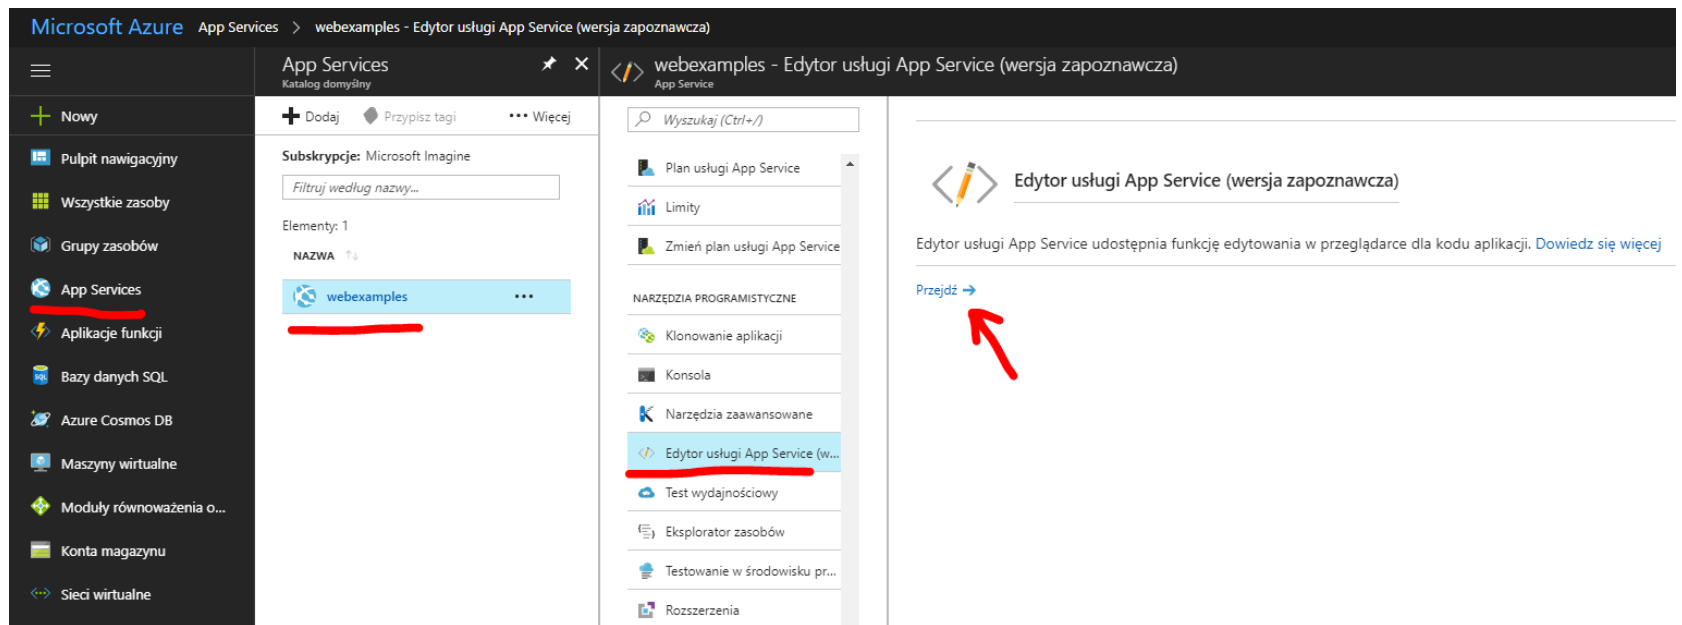 Microsoft Azure App Services > webexamples - Edytor usługi App Service (wersja zapoznawcza)
Nowy
Pulpit nawigacyjny
Wszystkie zasoby
Grupy zasobów
App Services
Aplikacje funkcji
Bazy danych SQL
Azure Cosmos DB
Maszyny wirtualne
Moduły równoważenia o...
Konta magazynu
Sieci wirtualne
App Services
Katalog domyślny
Dodaj Przypisz tagi ••• Więcej
Subskrypcje: Microsoft Imagine
Filtruj według nazwy...
Elementy: 1
NAZWA ↑↓
webexamples •••
webexamples - Edytor usługi App Service (wersja zapoznawcza)
App Service
Wyszukaj (Ctrl+/)
Plan usługi App Service
Limity
Zmień plan usługi App Service
NARZĘDZIA PROGRAMISTYCZNE
Klonowanie aplikacji
Konsola
Narzędzia zaawansowane
Edytor usługi App Service (w...
Test wydajnościowy
Eksplorator zasobów
Testowanie w środowisku pr...
Rozszerzenia
Edytor usługi App Service (wersja zapoznawcza)
Edytor usługi App Service udostępnia funkcję edytowania w przeglądarce dla kodu aplikacji. Dowiedz się więcej
Przejdź →